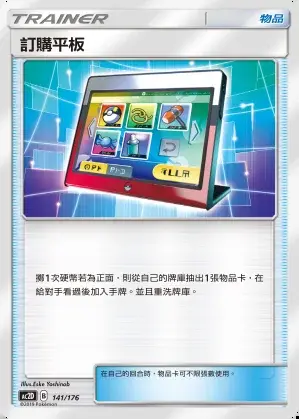 TRAINER 物品
訂購平板
擲1次硬幣若為正面，則從自己的牌庫抽出1張物品卡，在
給對手看過後加入手牌。並且重洗牌庫。
在自己的回合時，物品卡可不限張數使用。
Illus.Eske Yoshinob
AC2D B 141/176
©2019 Pokémon